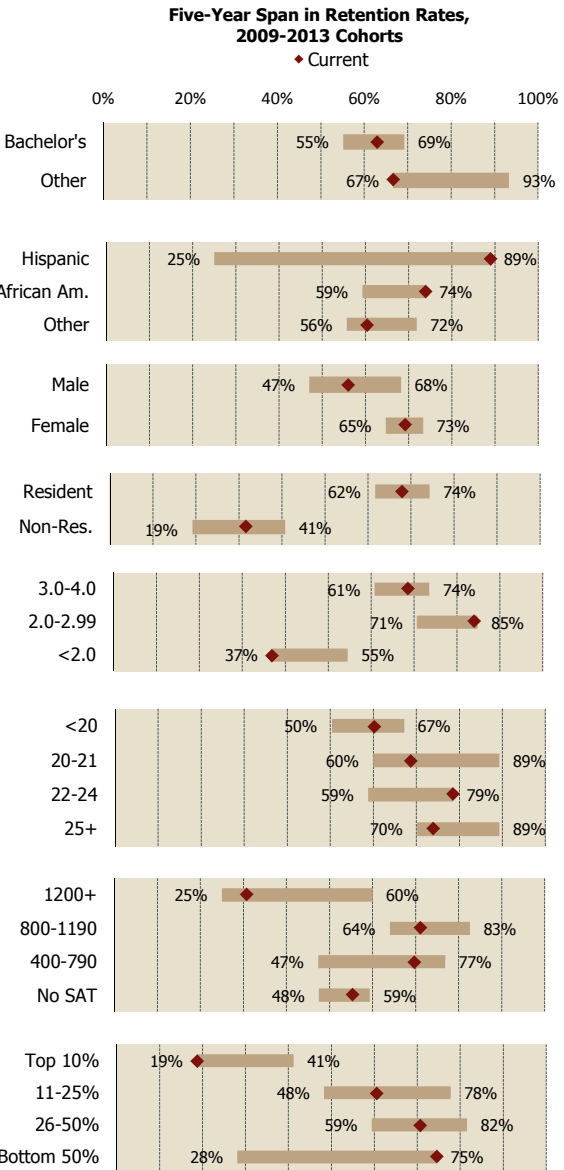 Five-Year Span in Retention Rates,
2009-2013 Cohorts
Current
0% 20% 40% 60% 80% 100%
Bachelor's 55% 69%
Other 67% 93%
Hispanic 25% 89%
African Am. 59% 74%
Other 56% 72%
Male 47% 68%
Female 65% 73%
Resident 62% 74%
Non-Res. 19% 41%
3.0-4.0 61% 74%
2.0-2.99 71% 85%
<2.0 37% 55%
<20 50% 67%
20-21 60% 89%
22-24 59% 79%
25+ 70% 89%
1200+ 25% 60%
800-1190 64% 83%
400-790 47% 77%
No SAT 48% 59%
Top 10% 19% 41%
11-25% 48% 78%
26-50% 59% 82%
Bottom 50% 28% 75%